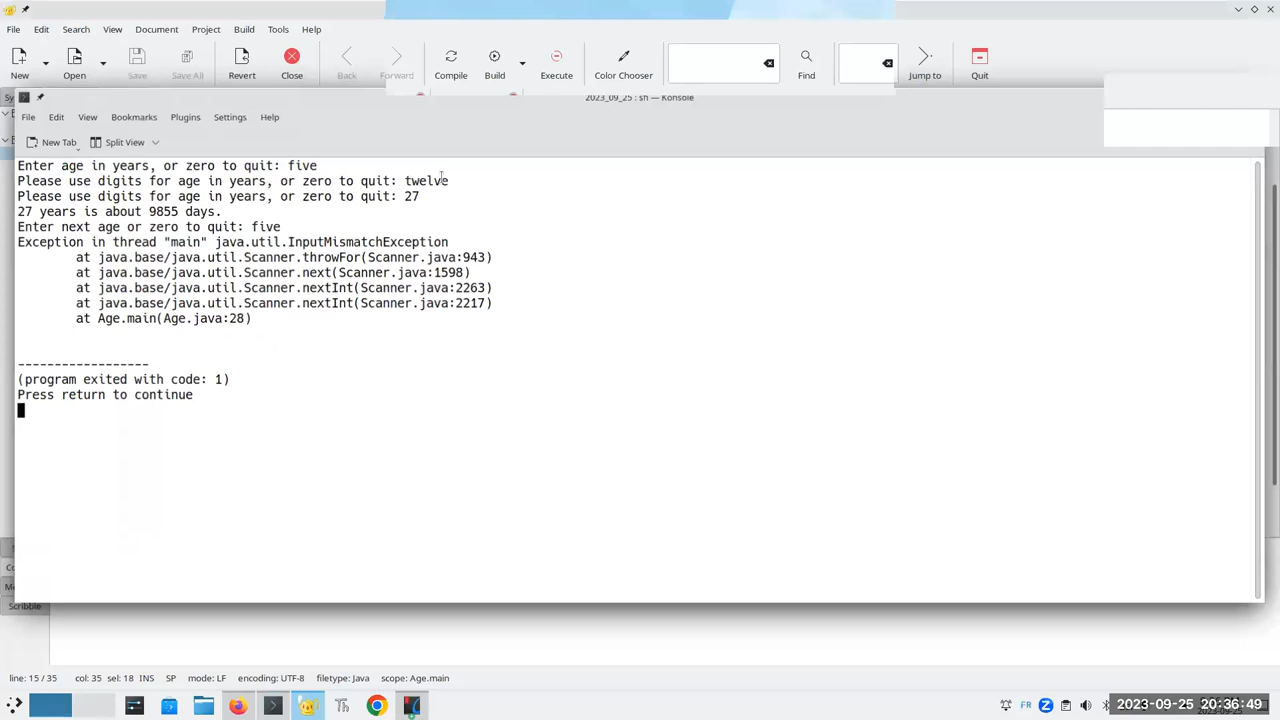 File Edit Search View Document Project Build Tools Help
New Open Save Save All Revert Close Back Forward Compile Build Execute Color Chooser Find Jump to Quit
Sy
2023_09_25 : sh — Konsole
File Edit View Bookmarks Plugins Settings Help
New Tab Split View
Enter age in years, or zero to quit: five
Please use digits for age in years, or zero to quit: twelve
Please use digits for age in years, or zero to quit: 27
27 years is about 9855 days.
Enter next age or zero to quit: five
Exception in thread "main" java.util.InputMismatchException
at java.base/java.util.Scanner.throwFor(Scanner.java:943)
at java.base/java.util.Scanner.next(Scanner.java:1598)
at java.base/java.util.Scanner.nextInt(Scanner.java:2263)
at java.base/java.util.Scanner.nextInt(Scanner.java:2217)
at Age.main(Age.java:28)
------------------
(program exited with code: 1)
Press return to continue
Scribble
line: 15 / 35 col: 35 sel: 18 INS SP mode: LF encoding: UTF-8 filetype: Java scope: Age.main
FR 2023-09-25 20:36:49